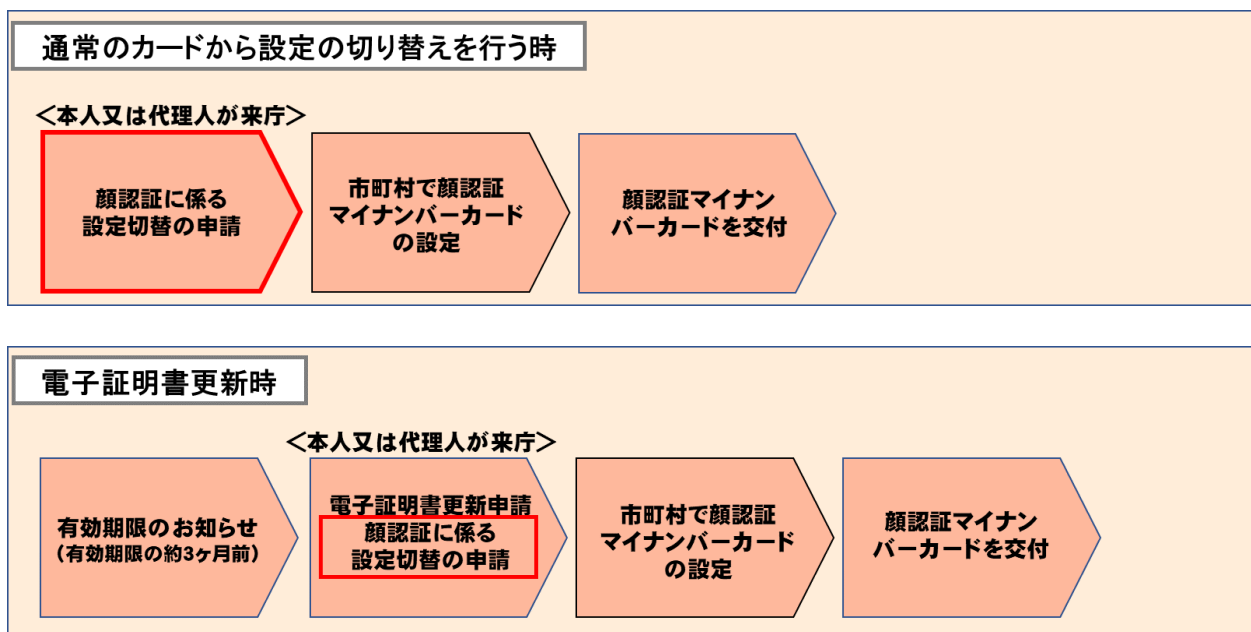 通常のカードから設定の切り替えを行う時
＜本人又は代理人が来庁＞
顔認証に係る
設定切替の申請
市町村で顔認証
マイナンバーカード
の設定
顔認証マイナン
バーカードを交付
電子証明書更新時
＜本人又は代理人が来庁＞
有効期限のお知らせ
（有効期限の約3ヶ月前）
電子証明書更新申請
顔認証に係る
設定切替の申請
市町村で顔認証
マイナンバーカード
の設定
顔認証マイナン
バーカードを交付